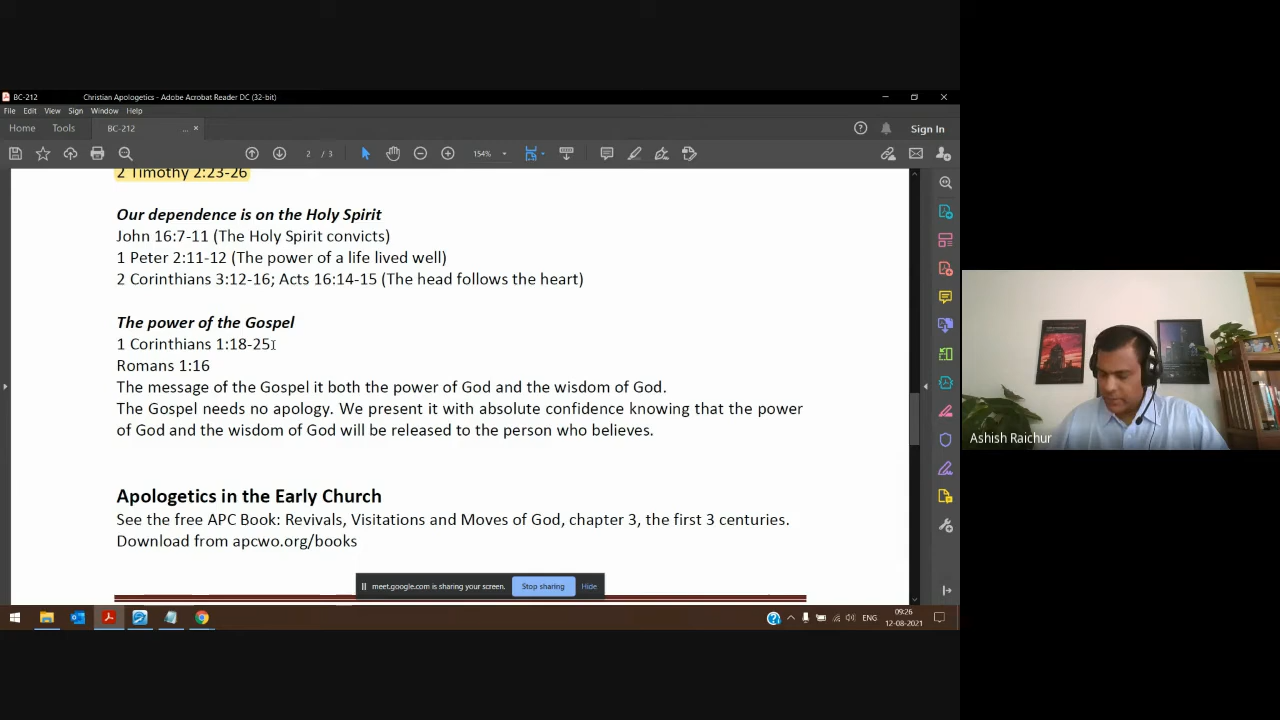 BC-212 Christian Apologetics - Adobe Acrobat Reader DC (32-bit)
File Edit View Sign Window Help
Home Tools BC-212 ... × Sign In
2 / 3 154%
2 Timothy 2:23-26
Our dependence is on the Holy Spirit
John 16:7-11 (The Holy Spirit convicts)
1 Peter 2:11-12 (The power of a life lived well)
2 Corinthians 3:12-16; Acts 16:14-15 (The head follows the heart)
The power of the Gospel
1 Corinthians 1:18-25
Romans 1:16
The message of the Gospel it both the power of God and the wisdom of God.
The Gospel needs no apology. We present it with absolute confidence knowing that the power
of God and the wisdom of God will be released to the person who believes.
Apologetics in the Early Church
See the free APC Book: Revivals, Visitations and Moves of God, chapter 3, the first 3 centuries.
Download from apcwo.org/books
meet.google.com is sharing your screen. Stop sharing Hide
ENG
09:26
12-08-2021
Ashish Raichur